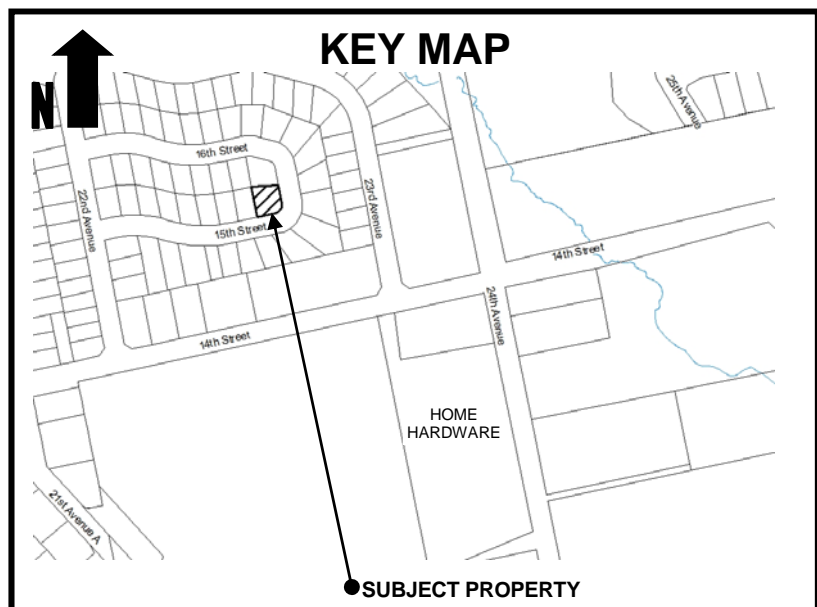 KEY MAP
N
25th Avenue
16th Street
22nd Avenue
23rd Avenue
15th Street
14th Street
24th Avenue
14th Street
HOME
HARDWARE
21st Avenue A
SUBJECT PROPERTY